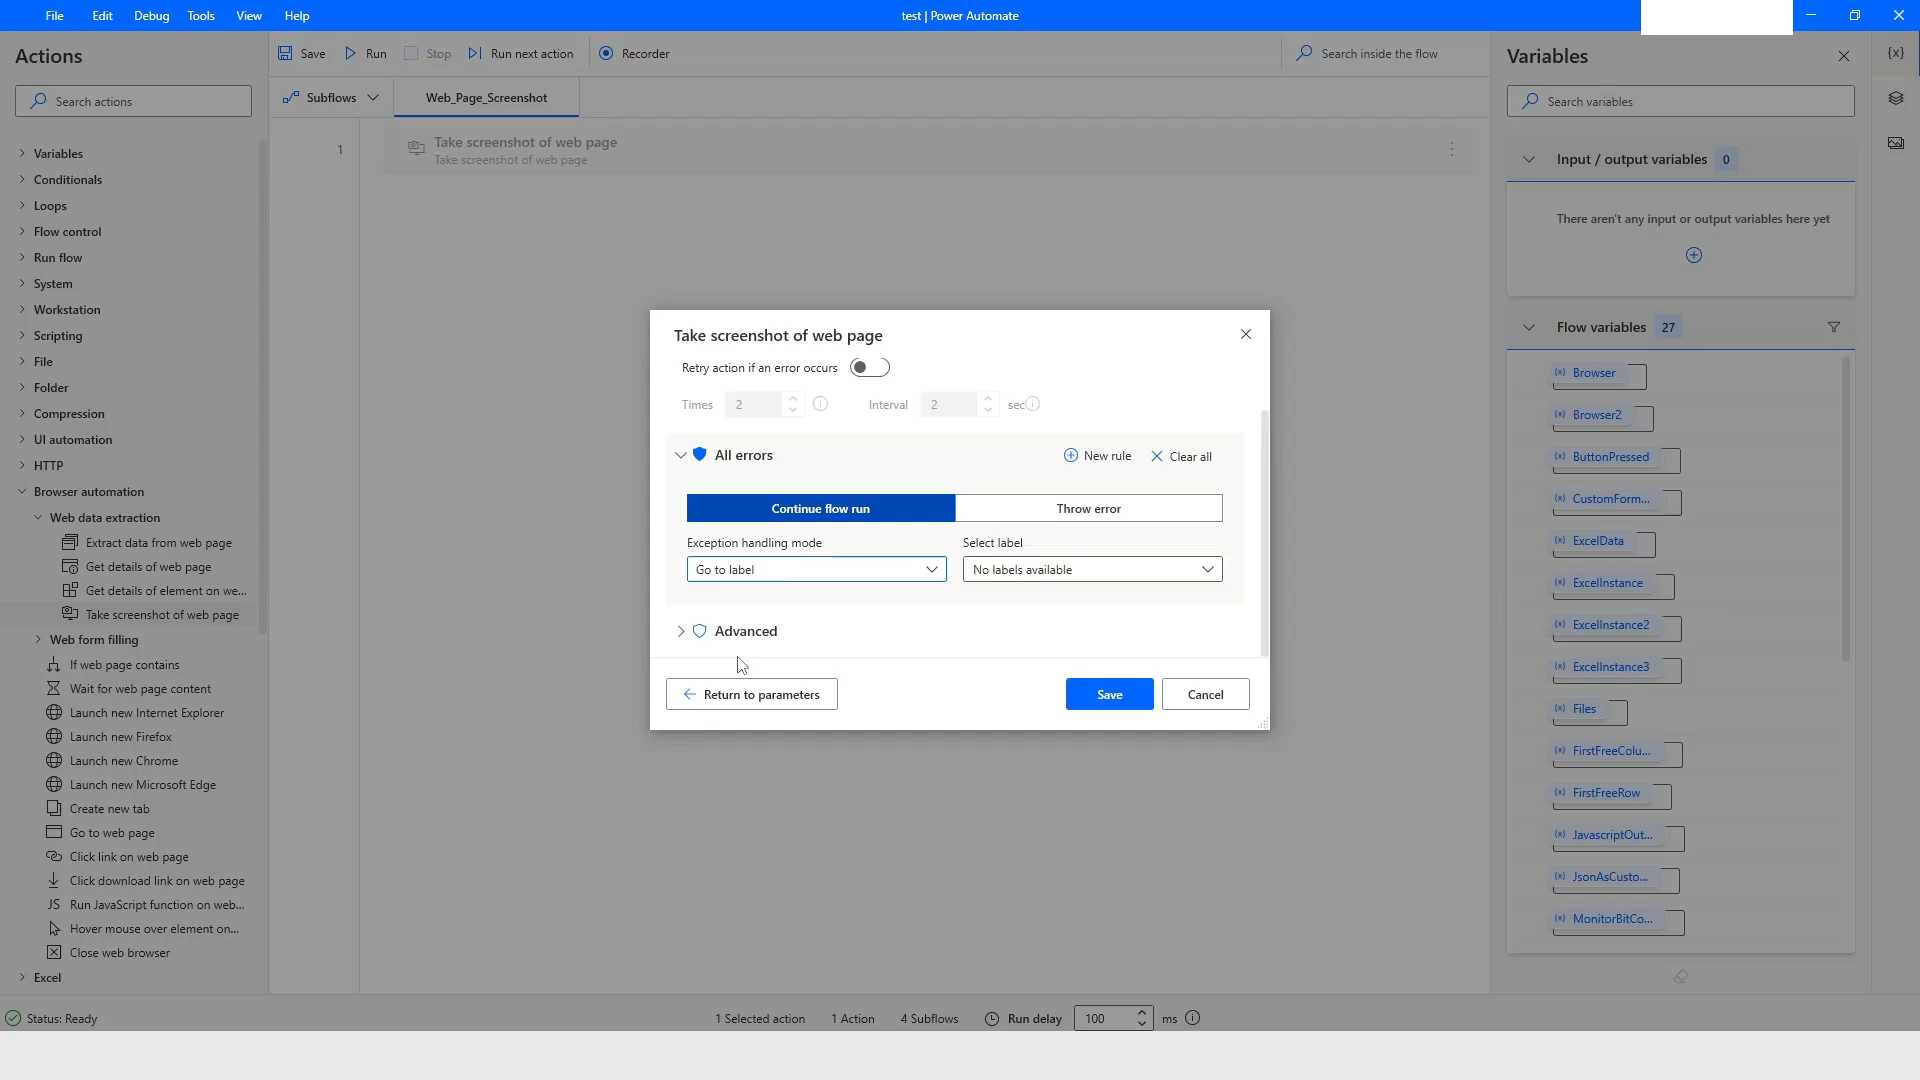 File Edit Debug Tools View Help
test | Power Automate
Actions
Search actions
Variables
Conditionals
Loops
Flow control
Run flow
System
Workstation
Scripting
File
Folder
Compression
UI automation
HTTP
Browser automation
Web data extraction
Extract data from web page
Get details of web page
Get details of element on we...
Take screenshot of web page
Web form filling
If web page contains
Wait for web page content
Launch new Internet Explorer
Launch new Firefox
Launch new Chrome
Launch new Microsoft Edge
Create new tab
Go to web page
Click link on web page
Click download link on web page
JS Run JavaScript function on web...
Hover mouse over element on...
Close web browser
Excel
Save Run Stop Run next action Recorder
Search inside the flow
Subflows Web_Page_Screenshot
1
Take screenshot of web page
Take screenshot of web page
Take screenshot of web page
Retry action if an error occurs
Times 2 Interval 2 sec
All errors New rule Clear all
Continue flow run Throw error
Exception handling mode Select label
Go to label No labels available
Advanced
Return to parameters Save Cancel
Variables
{x}
Search variables
Input / output variables 0
There aren't any input or output variables here yet
Flow variables 27
(x) Browser
(x) Browser2
(x) ButtonPressed
(x) CustomForm...
(x) ExcelData
(x) ExcelInstance
(x) ExcelInstance2
(x) ExcelInstance3
(x) Files
(x) FirstFreeColu...
(x) FirstFreeRow
(x) JavascriptOut...
(x) JsonAsCusto...
(x) MonitorBitCo...
Status: Ready 1 Selected action 1 Action 4 Subflows Run delay 100 ms